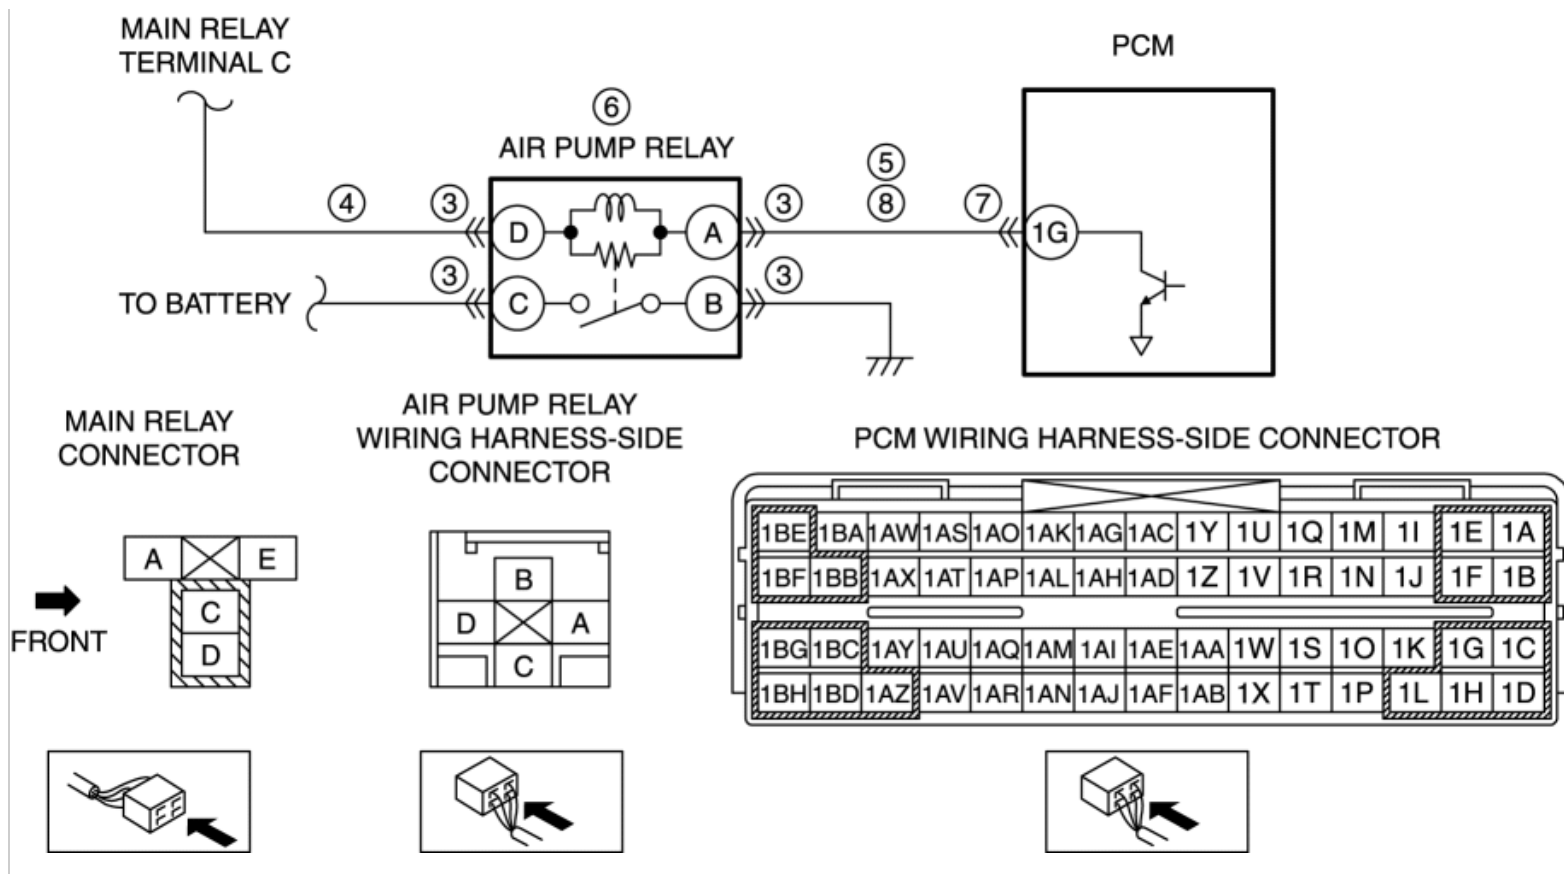 MAIN RELAY
TERMINAL C
PCM
6
AIR PUMP RELAY
5
4
3
3
8
7
D
A
1G
3
3
TO BATTERY
C
B
MAIN RELAY
CONNECTOR
AIR PUMP RELAY
WIRING HARNESS-SIDE
CONNECTOR
PCM WIRING HARNESS-SIDE CONNECTOR
A E
C
D
FRONT
B
D A
C
1BE 1BA 1AW 1AS 1AO 1AK 1AG 1AC 1Y 1U 1Q 1M 1I 1E 1A
1BF 1BB 1AX 1AT 1AP 1AL 1AH 1AD 1Z 1V 1R 1N 1J 1F 1B
1BG 1BC 1AY 1AU 1AQ 1AM 1AI 1AE 1AA 1W 1S 1O 1K 1G 1C
1BH 1BD 1AZ 1AV 1AR 1AN 1AJ 1AF 1AB 1X 1T 1P 1L 1H 1D